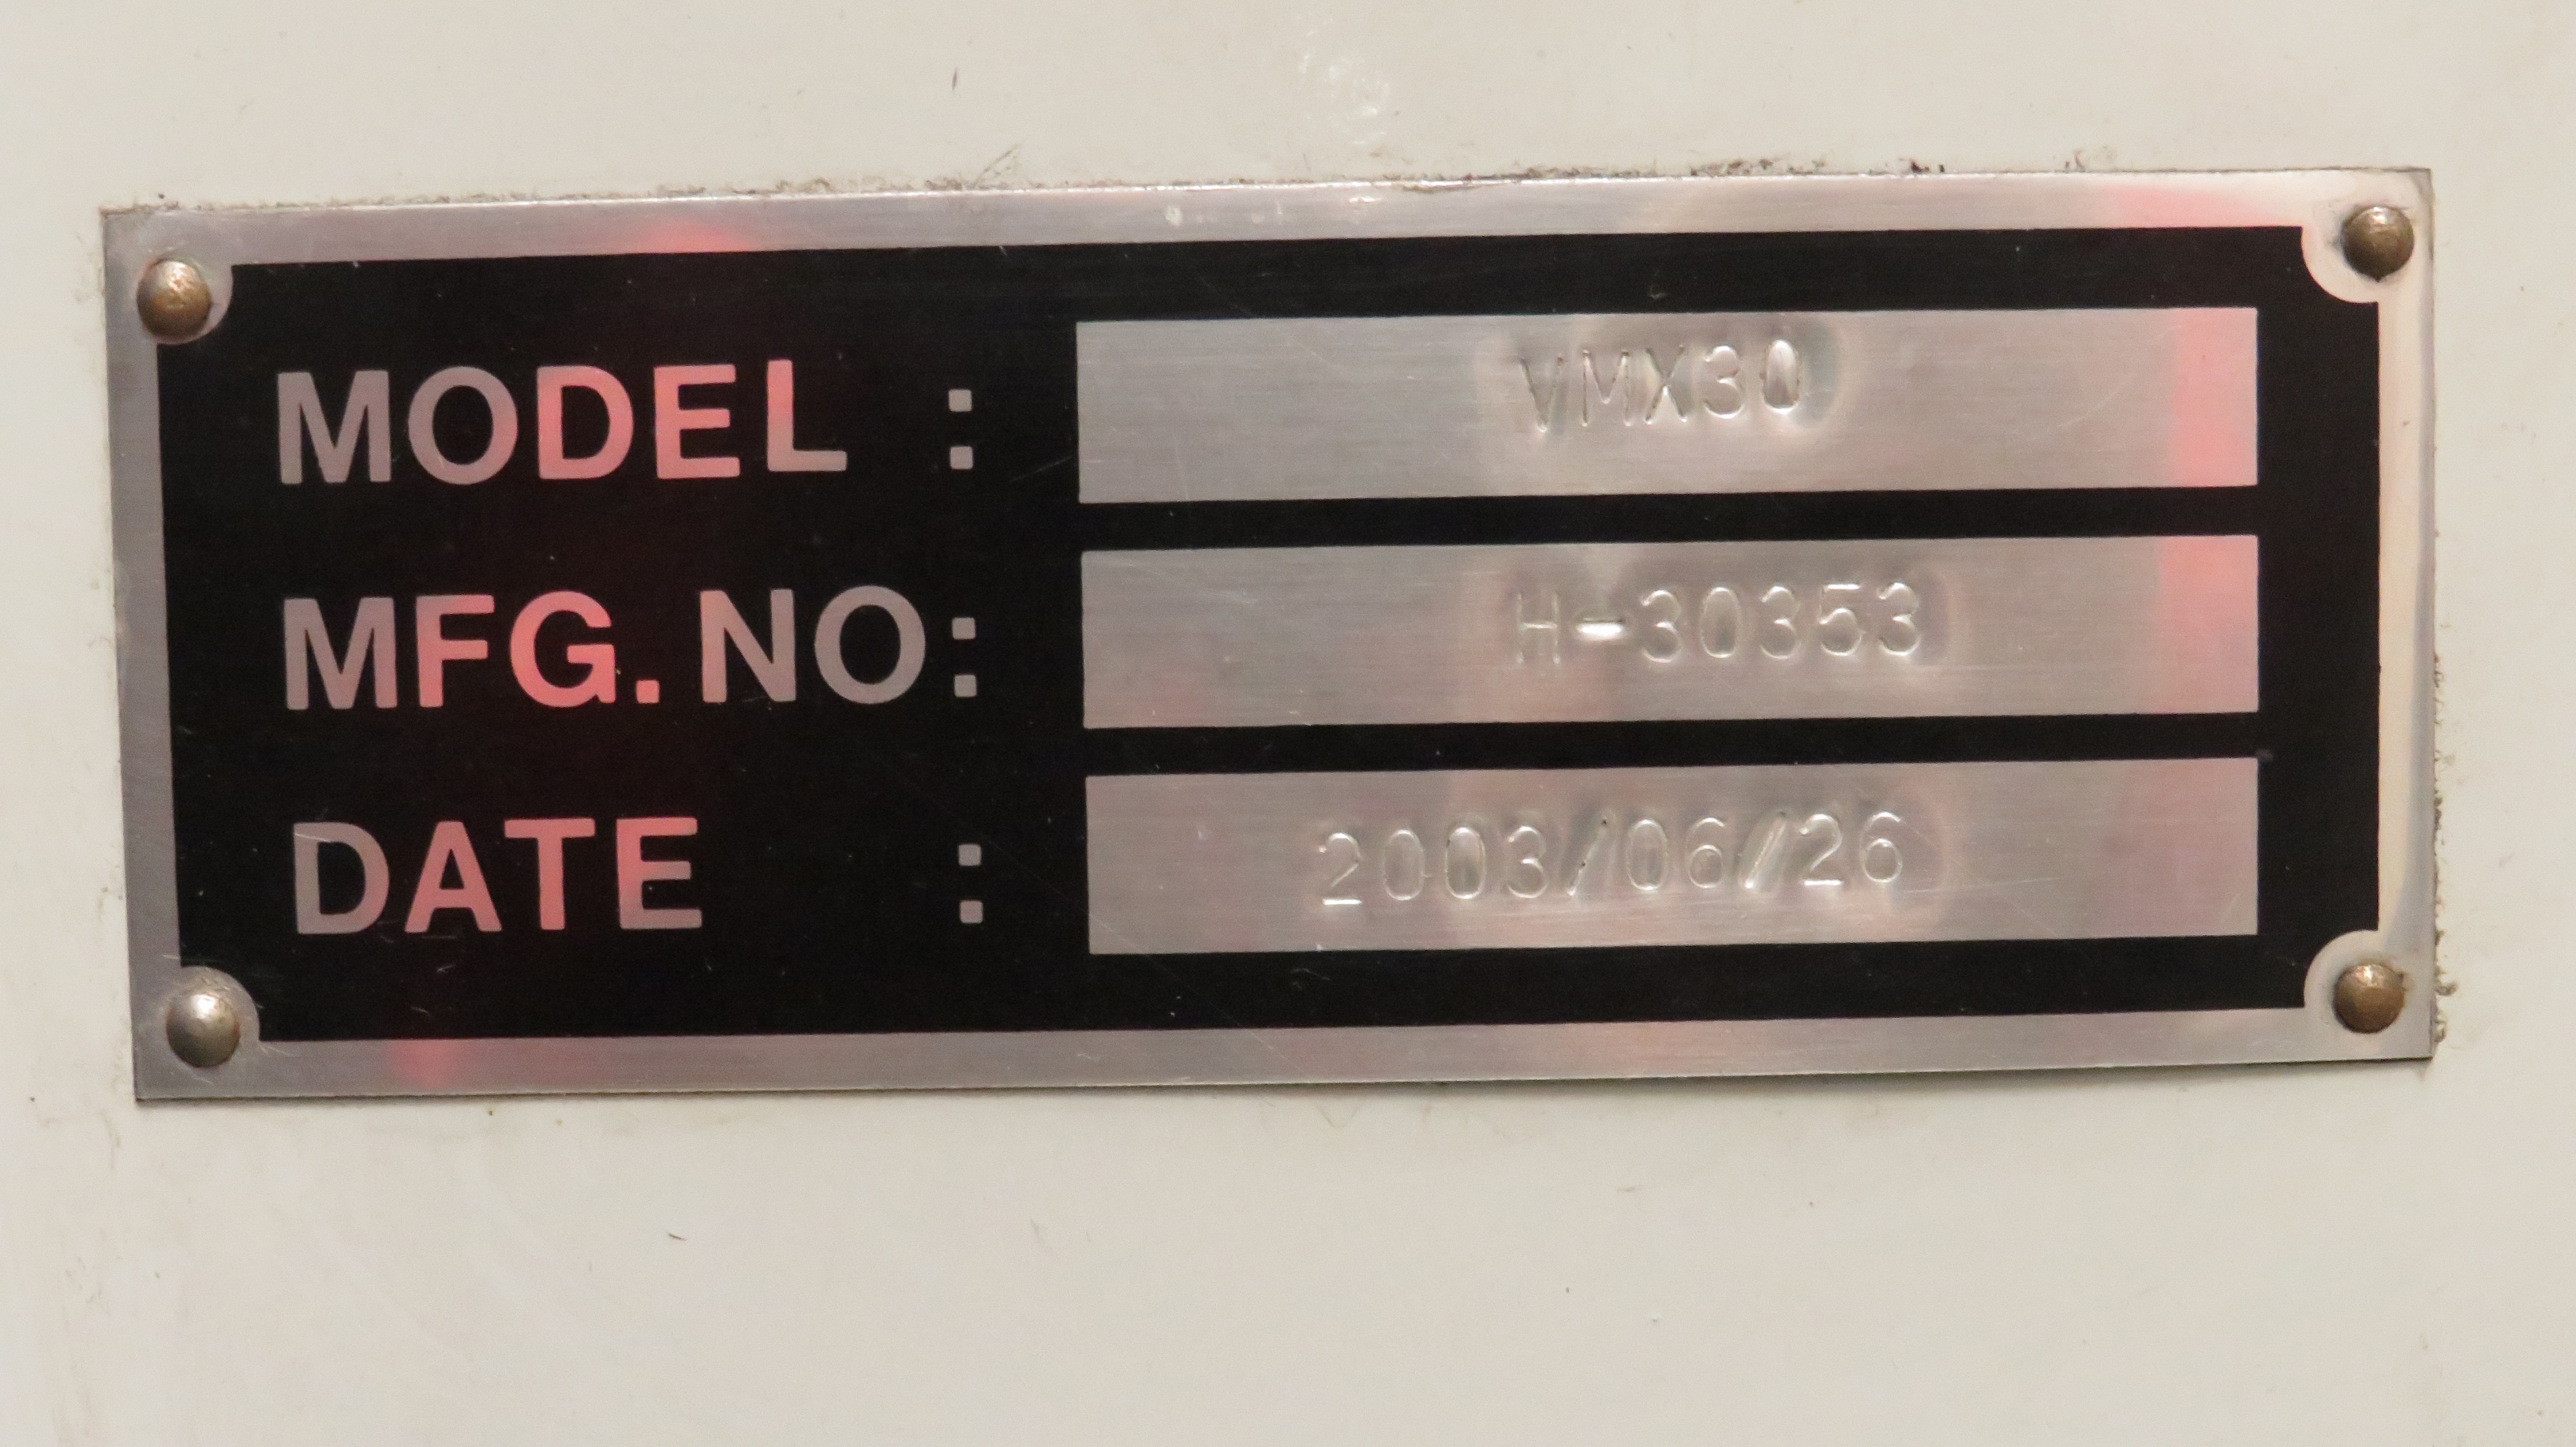 MODEL : VMX30
MFG. NO: H-30353
DATE : 2003/06/26